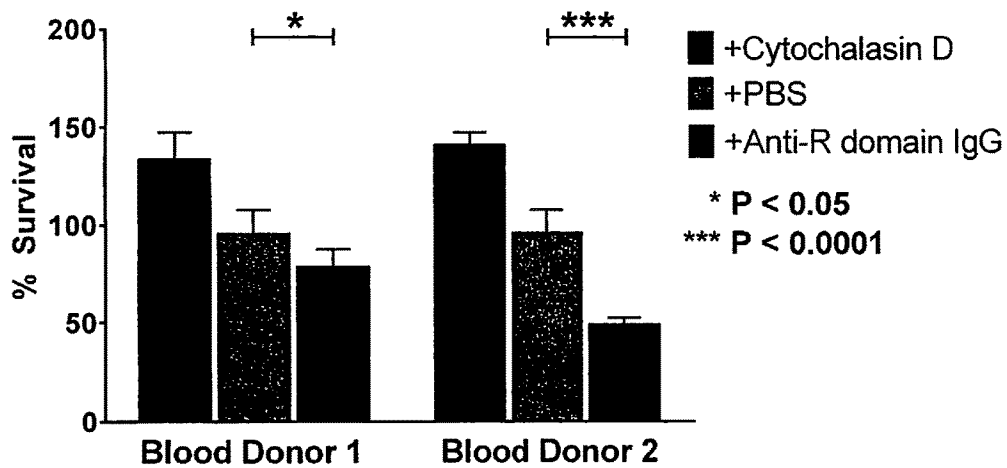 200
150
100
50
0
% Survival
*
***
+Cytochalasin D
+PBS
+Anti-R domain IgG
* P < 0.05
*** P < 0.0001
Blood Donor 1
Blood Donor 2